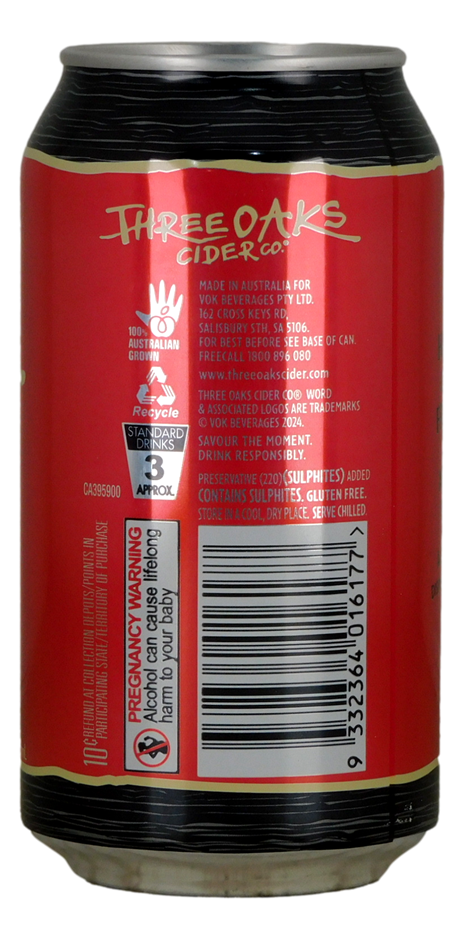 THREE OAKS
CIDER CO.®
100%
AUSTRALIAN
GROWN
Recycle
STANDARD
DRINKS
3
APPROX.
CA395900
MADE IN AUSTRALIA FOR
VOK BEVERAGES PTY LTD.
162 CROSS KEYS RD,
SALISBURY STH, SA 5106.
FOR BEST BEFORE SEE BASE OF CAN.
FREECALL 1800 896 080
www.threeoakscider.com
THREE OAKS CIDER CO® WORD
& ASSOCIATED LOGOS ARE TRADEMARKS
© VOK BEVERAGES 2024.
SAVOUR THE MOMENT.
DRINK RESPONSIBLY.
PRESERVATIVE (220)(SULPHITES) ADDED
CONTAINS SULPHITES. GLUTEN FREE.
STORE IN A COOL, DRY PLACE. SERVE CHILLED.
10¢ REFUND AT COLLECTION DEPOTS/POINTS IN
PARTICIPATING STATE/TERRITORY OF PURCHASE
PREGNANCY WARNING
Alcohol can cause lifelong
harm to your baby
9 332364 016177 >